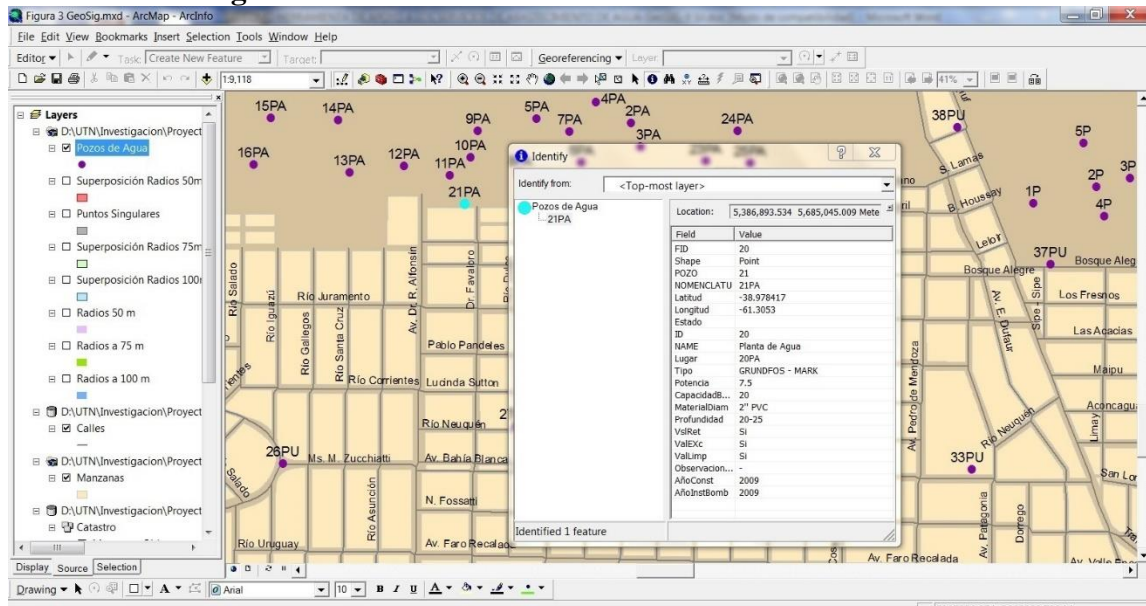 Figura 3 GeoSig.mxd - ArcMap - ArcInfo
File Edit View Bookmarks Insert Selection Tools Window Help
Editor Task: Create New Feature Target: Georeferencing Layer:
1:9,118
41%
Layers
D:\UTN\Investigacion\Proyect
Pozos de Agua
Superposición Radios 50m
Puntos Singulares
Superposición Radios 75m
Superposición Radios 100m
Radios 50 m
Radios a 75 m
Radios a 100 m
D:\UTN\Investigacion\Proyect
Calles
D:\UTN\Investigacion\Proyect
Manzanas
D:\UTN\Investigacion\Proyect
Catastro
Display Source Selection
Drawing Arial 10 B I U A
15PA
14PA
9PA
5PA
7PA
4PA
2PA
3PA
24PA
38PU
5P
16PA
13PA
12PA
11PA
10PA
21PA
2P
3P
1P
4P
37PU
33PU
26PU
S. Lamas
B. Houssay
Leloir
Bosque Alegre
Bosque Aleg
Los Fresnos
Las Acacias
Maipu
Aconcagu
Limay
Sipe - Sipe
Av. E. Dufaur
Av. Pedro de Mendoza
Río Neuquén
San Lor
Av. Patagonia
Dorrego
Av. Faro Recalada
Río Salado
Río Iguazú
Río Juramento
Río Gallegos
Río Santa Cruz
Av. Dr. R. Alfonsín
Dr. Favaloro
Pablo Pandeles
Río Corrientes
Lucinda Sutton
Río Neuquén
Ms. M. Zucchiatti
Av. Bahía Blanca
Salado
Río Asunción
N. Fossatti
Río Uruguay
Av. Faro Recalad
Identify
Identify from: <Top-most layer>
Pozos de Agua
21PA
Location: 5,386,893.534 5,685,045.009 Mete
Field Value
FID 20
Shape Point
POZO 21
NOMENCLATU 21PA
Latitud -38.978417
Longitud -61.3053
Estado
ID 20
NAME Planta de Agua
Lugar 20PA
Tipo GRUNDFOS - MARK
Potencia 7.5
CapacidadB... 20
MaterialDiam 2" PVC
Profundidad 20-25
VslRet Si
ValEXc Si
ValLimp Si
Observacion... -
AñoConst 2009
AñoInstBomb 2009
Identified 1 feature